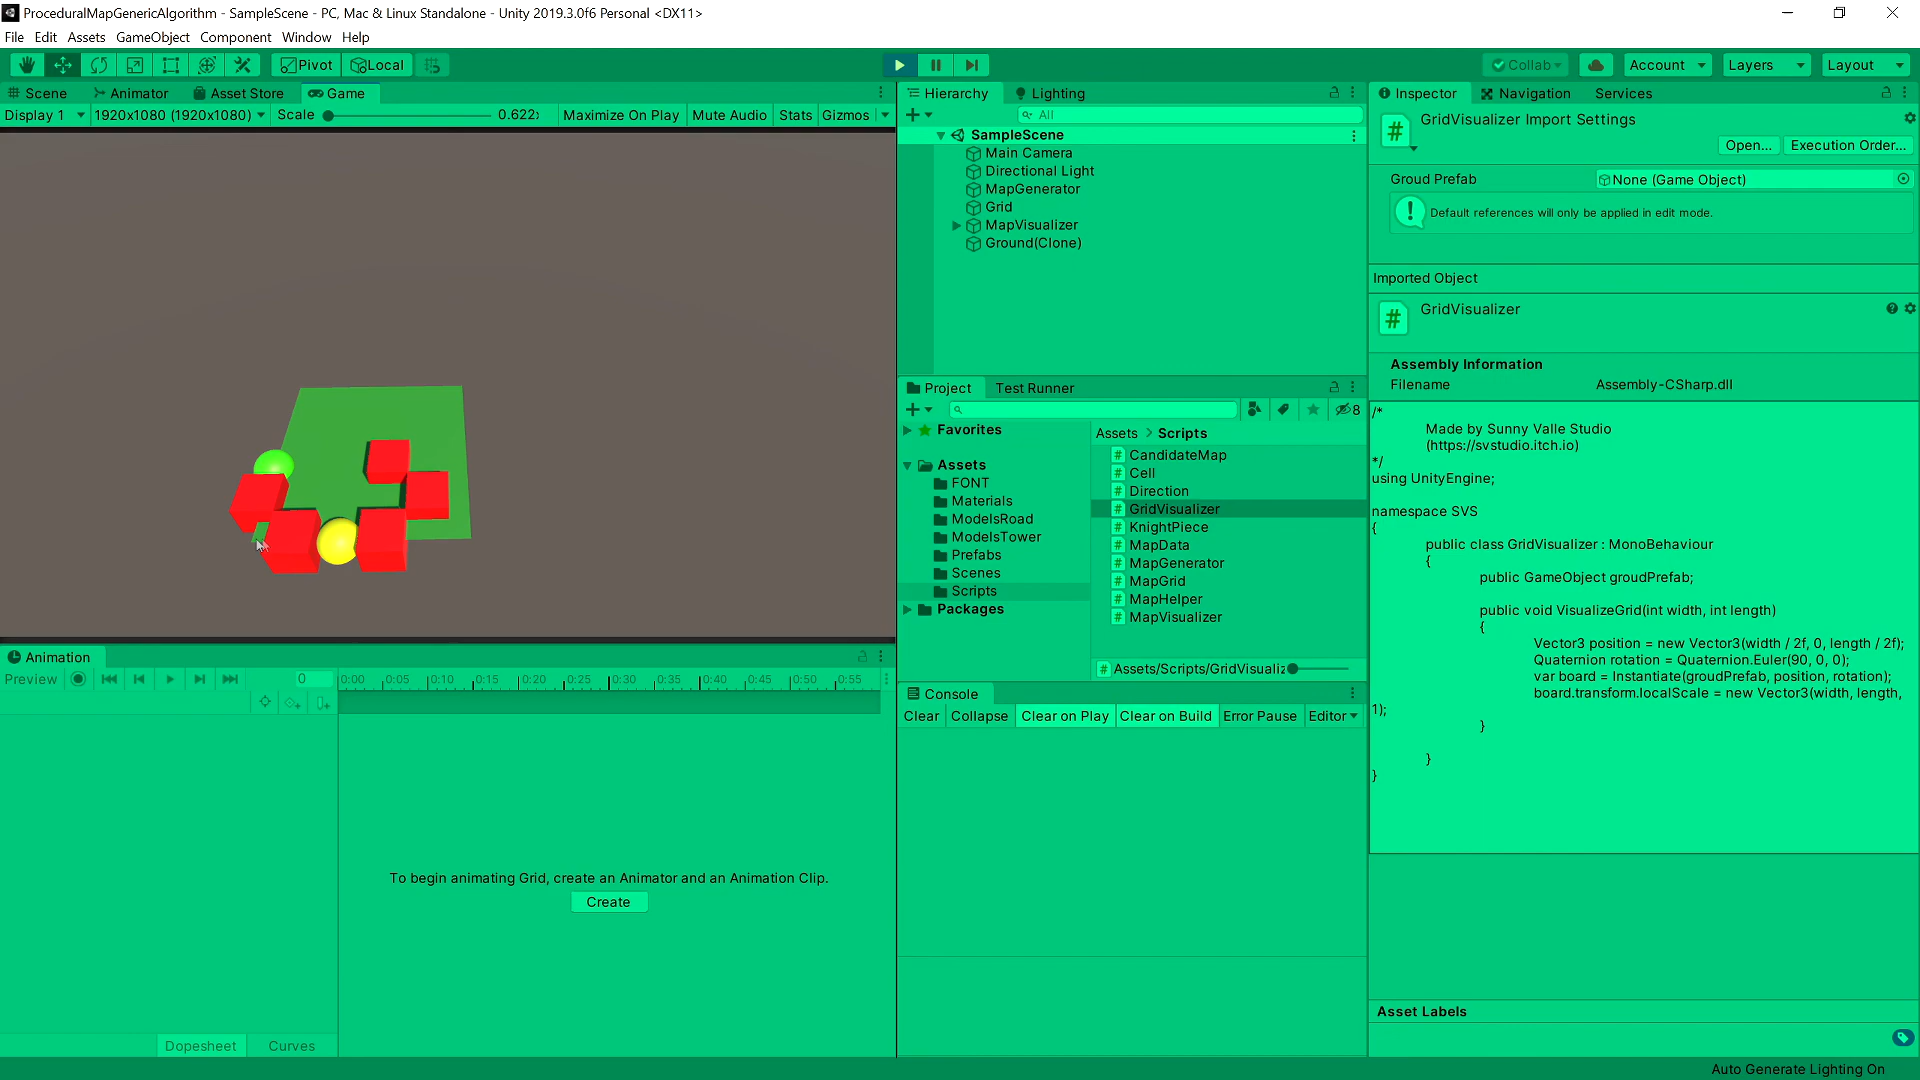 ProceduralMapGenericAlgorithm - SampleScene - PC, Mac & Linux Standalone - Unity 2019.3.0f6 Personal <DX11>
File Edit Assets GameObject Component Window Help
Pivot Local Collab Account Layers Layout
Scene Animator Asset Store Game
Display 1 1920x1080 (1920x1080) Scale 0.622 Maximize On Play Mute Audio Stats Gizmos
Hierarchy Lighting
All
SampleScene
Main Camera
Directional Light
MapGenerator
Grid
MapVisualizer
Ground(Clone)
Project Test Runner
8
Favorites
Assets
FONT
Materials
ModelsRoad
ModelsTower
Prefabs
Scenes
Scripts
Packages
Assets > Scripts
CandidateMap
Cell
Direction
GridVisualizer
KnightPiece
MapData
MapGenerator
MapGrid
MapHelper
MapVisualizer
Assets/Scripts/GridVisualiz
Console
Clear Collapse Clear on Play Clear on Build Error Pause Editor
Inspector Navigation Services
GridVisualizer Import Settings
Open... Execution Order...
Groud Prefab None (Game Object)
Default references will only be applied in edit mode.
Imported Object
GridVisualizer
Assembly Information
Filename Assembly-CSharp.dll
/*
Made by Sunny Valle Studio
(https://svstudio.itch.io)
*/
using UnityEngine;
namespace SVS
{
public class GridVisualizer : MonoBehaviour
{
public GameObject groudPrefab;
public void VisualizeGrid(int width, int length)
{
Vector3 position = new Vector3(width / 2f, 0, length / 2f);
Quaternion rotation = Quaternion.Euler(90, 0, 0);
var board = Instantiate(groudPrefab, position, rotation);
board.transform.localScale = new Vector3(width, length,
1);
}
}
}
Asset Labels
Animation
Preview 0 0:00 0:05 0:10 0:15 0:20 0:25 0:30 0:35 0:40 0:45 0:50 0:55
To begin animating Grid, create an Animator and an Animation Clip.
Create
Dopesheet Curves
Auto Generate Lighting On